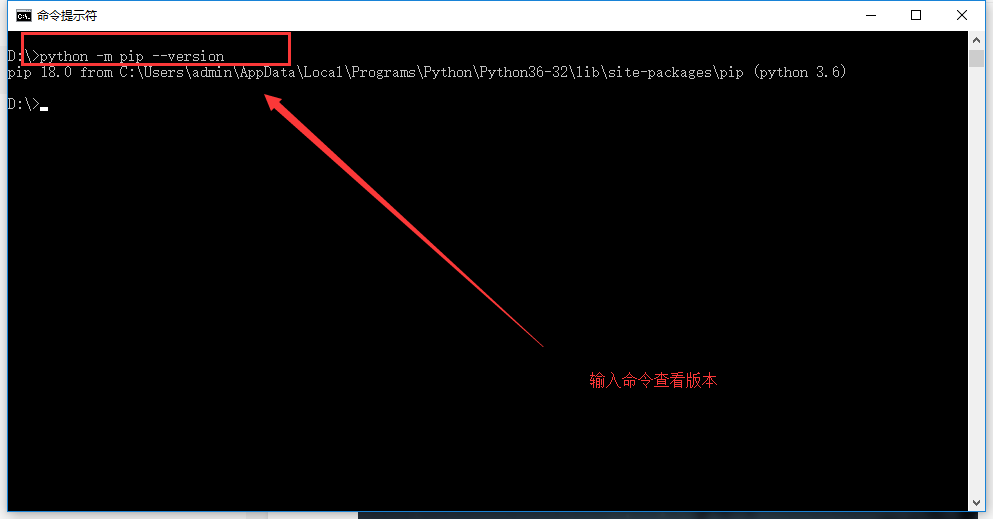 命令提示符
D:\>python -m pip --version
pip 18.0 from C:\Users\admin\AppData\Local\Programs\Python\Python36-32\lib\site-packages\pip (python 3.6)
D:\>
输入命令查看版本